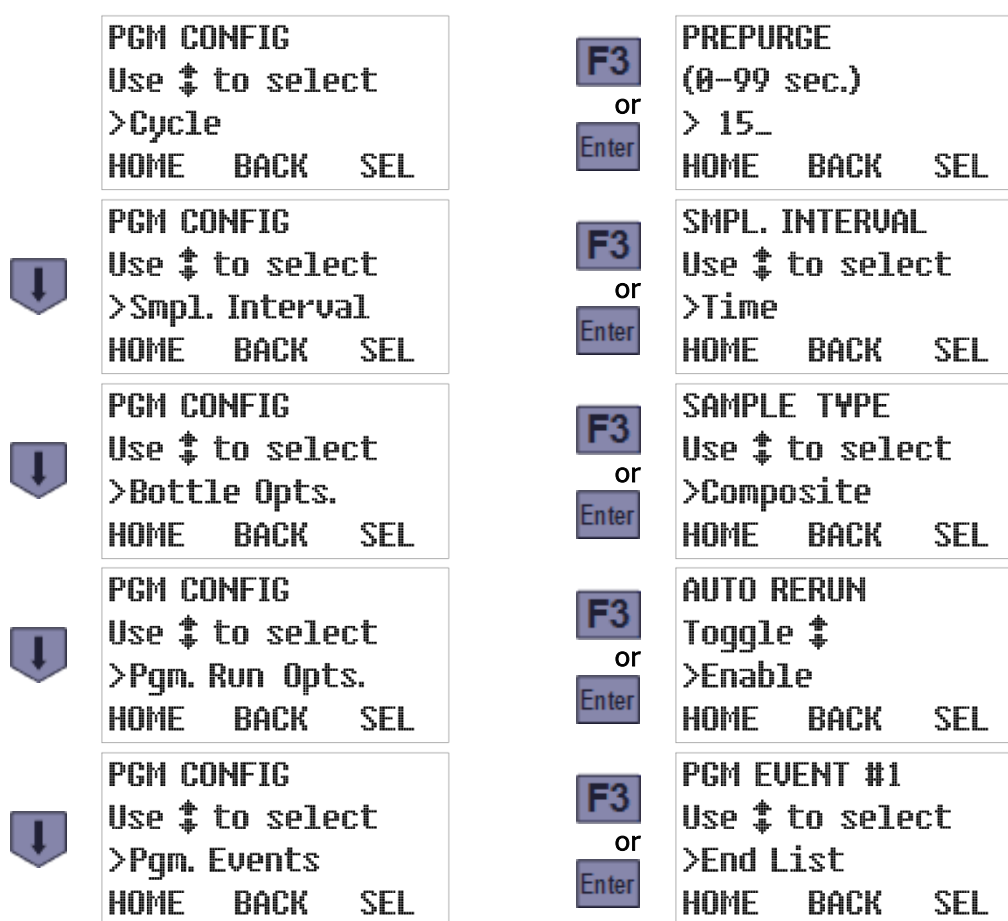 PGM CONFIG
Use ↕ to select
>Cycle
HOME BACK SEL
F3
or
Enter
PREPURGE
(0-99 sec.)
> 15_
HOME BACK SEL
PGM CONFIG
Use ↕ to select
>Smpl. Interval
HOME BACK SEL
F3
or
Enter
SMPL. INTERVAL
Use ↕ to select
>Time
HOME BACK SEL
PGM CONFIG
Use ↕ to select
>Bottle Opts.
HOME BACK SEL
F3
or
Enter
SAMPLE TYPE
Use ↕ to select
>Composite
HOME BACK SEL
PGM CONFIG
Use ↕ to select
>Pgm. Run Opts.
HOME BACK SEL
F3
or
Enter
AUTO RERUN
Toggle ↕
>Enable
HOME BACK SEL
PGM CONFIG
Use ↕ to select
>Pgm. Events
HOME BACK SEL
F3
or
Enter
PGM EVENT #1
Use ↕ to select
>End List
HOME BACK SEL